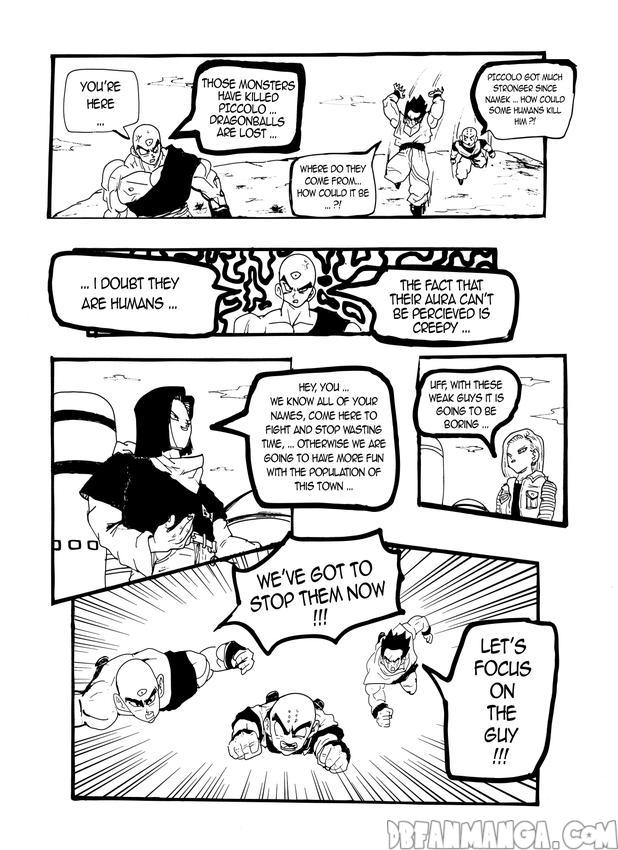 YOU'RE
HERE
...
THOSE MONSTERS
HAVE KILLED
PICCOLO ...
DRAGONBALLS
ARE LOST ...
WHERE DO THEY
COME FROM...
HOW COULD IT BE
... ?!
PICCOLO GOT MUCH
STRONGER SINCE
NAMEK ... HOW COULD
SOME HUMANS KILL
HIM ?!
... I DOUBT THEY
ARE HUMANS ...
THE FACT THAT
THEIR AURA CAN'T
BE PERCIEVED IS
CREEPY ...
HEY, YOU ...
WE KNOW ALL OF YOUR
NAMES, COME HERE TO
FIGHT AND STOP WASTING
TIME, ... OTHERWISE WE ARE
GOING TO HAVE MORE FUN
WITH THE POPULATION OF
THIS TOWN ...
UFF, WITH THESE
WEAK GUYS IT IS
GOING TO BE
BORING ...
WE'VE GOT TO
STOP THEM NOW
!!!
LET'S
FOCUS
ON
THE
GUY
!!!
DBFANMANGA.COM